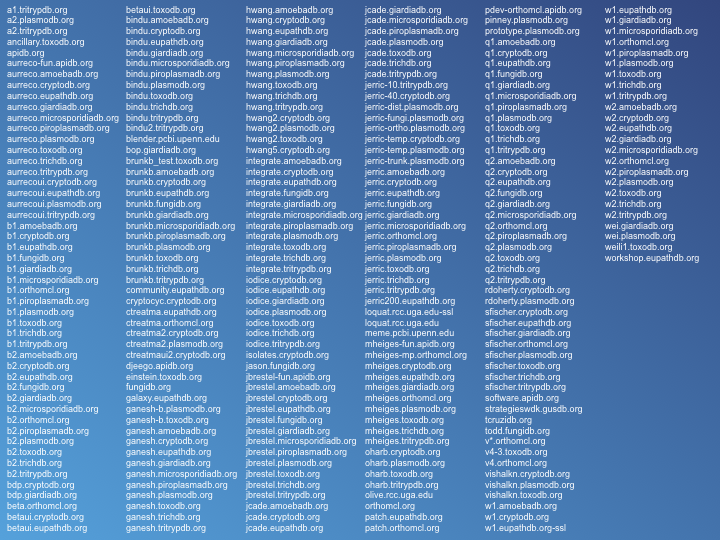 a1.tritrypdb.org
a2.plasmodb.org
a2.tritrypdb.org
ancillary.toxodb.org
apidb.org
aurreco-fun.apidb.org
aurreco.amoebadb.org
aurreco.cryptodb.org
aurreco.eupathdb.org
aurreco.giardiadb.org
aurreco.microsporidiadb.org
aurreco.piroplasmadb.org
aurreco.plasmodb.org
aurreco.toxodb.org
aurreco.trichdb.org
aurreco.tritrypdb.org
aurrecoui.cryptodb.org
aurrecoui.eupathdb.org
aurrecoui.plasmodb.org
aurrecoui.tritrypdb.org
b1.amoebadb.org
b1.cryptodb.org
b1.eupathdb.org
b1.fungidb.org
b1.giardiadb.org
b1.microsporidiadb.org
b1.orthomcl.org
b1.piroplasmadb.org
b1.plasmodb.org
b1.toxodb.org
b1.trichdb.org
b1.tritrypdb.org
b2.amoebadb.org
b2.cryptodb.org
b2.eupathdb.org
b2.fungidb.org
b2.giardiadb.org
b2.microsporidiadb.org
b2.orthomcl.org
b2.piroplasmadb.org
b2.plasmodb.org
b2.toxodb.org
b2.trichdb.org
b2.tritrypdb.org
bdp.cryptodb.org
bdp.giardiadb.org
beta.orthomcl.org
betaui.cryptodb.org
betaui.eupathdb.org
betaui.toxodb.org
bindu.amoebadb.org
bindu.cryptodb.org
bindu.eupathdb.org
bindu.giardiadb.org
bindu.microsporidiadb.org
bindu.piroplasmadb.org
bindu.plasmodb.org
bindu.toxodb.org
bindu.trichdb.org
bindu.tritrypdb.org
bindu2.tritrypdb.org
blender.pcbi.upenn.edu
bop.giardiadb.org
brunkb_test.toxodb.org
brunkb.amoebadb.org
brunkb.cryptodb.org
brunkb.eupathdb.org
brunkb.fungidb.org
brunkb.giardiadb.org
brunkb.microsporidiadb.org
brunkb.piroplasmadb.org
brunkb.plasmodb.org
brunkb.toxodb.org
brunkb.trichdb.org
brunkb.tritrypdb.org
community.eupathdb.org
cryptocyc.cryptodb.org
ctreatma.eupathdb.org
ctreatma.orthomcl.org
ctreatma2.cryptodb.org
ctreatma2.plasmodb.org
ctreatmaui2.cryptodb.org
djeego.apidb.org
einstein.toxodb.org
fungidb.org
galaxy.eupathdb.org
ganesh-b.plasmodb.org
ganesh-b.toxodb.org
ganesh.amoebadb.org
ganesh.cryptodb.org
ganesh.eupathdb.org
ganesh.giardiadb.org
ganesh.microsporidiadb.org
ganesh.piroplasmadb.org
ganesh.plasmodb.org
ganesh.toxodb.org
ganesh.trichdb.org
ganesh.tritrypdb.org
hwang.amoebadb.org
hwang.cryptodb.org
hwang.eupathdb.org
hwang.giardiadb.org
hwang.microsporidiadb.org
hwang.piroplasmadb.org
hwang.plasmodb.org
hwang.toxodb.org
hwang.trichdb.org
hwang.tritrypdb.org
hwang2.cryptodb.org
hwang2.plasmodb.org
hwang2.toxodb.org
hwang5.cryptodb.org
integrate.amoebadb.org
integrate.cryptodb.org
integrate.eupathdb.org
integrate.fungidb.org
integrate.giardiadb.org
integrate.microsporidiadb.org
integrate.piroplasmadb.org
integrate.plasmodb.org
integrate.toxodb.org
integrate.trichdb.org
integrate.tritrypdb.org
iodice.cryptodb.org
iodice.eupathdb.org
iodice.giardiadb.org
iodice.plasmodb.org
iodice.toxodb.org
iodice.trichdb.org
iodice.tritrypdb.org
isolates.cryptodb.org
jason.fungidb.org
jbrestel-fun.apidb.org
jbrestel.amoebadb.org
jbrestel.cryptodb.org
jbrestel.eupathdb.org
jbrestel.fungidb.org
jbrestel.giardiadb.org
jbrestel.microsporidiadb.org
jbrestel.piroplasmadb.org
jbrestel.plasmodb.org
jbrestel.toxodb.org
jbrestel.trichdb.org
jbrestel.tritrypdb.org
jcade.amoebadb.org
jcade.cryptodb.org
jcade.eupathdb.org
jcade.giardiadb.org
jcade.microsporidiadb.org
jcade.piroplasmadb.org
jcade.plasmodb.org
jcade.toxodb.org
jcade.trichdb.org
jcade.tritrypdb.org
jerric-10.tritrypdb.org
jerric-40.cryptodb.org
jerric-dist.plasmodb.org
jerric-fungi.plasmodb.org
jerric-ortho.plasmodb.org
jerric-temp.cryptodb.org
jerric-temp.plasmodb.org
jerric-trunk.plasmodb.org
jerric.amoebadb.org
jerric.cryptodb.org
jerric.eupathdb.org
jerric.fungidb.org
jerric.giardiadb.org
jerric.microsporidiadb.org
jerric.orthomcl.org
jerric.piroplasmadb.org
jerric.plasmodb.org
jerric.toxodb.org
jerric.trichdb.org
jerric.tritrypdb.org
jerric200.eupathdb.org
loquat.rcc.uga.edu-ssl
loquat.rcc.uga.edu
meme.pcbi.upenn.edu
mheiges-fun.apidb.org
mheiges-mp.orthomcl.org
mheiges.cryptodb.org
mheiges.eupathdb.org
mheiges.giardiadb.org
mheiges.orthomcl.org
mheiges.plasmodb.org
mheiges.toxodb.org
mheiges.trichdb.org
mheiges.tritrypdb.org
oharb.cryptodb.org
oharb.giardiadb.org
oharb.plasmodb.org
oharb.toxodb.org
oharb.tritrypdb.org
olive.rcc.uga.edu
orthomcl.org
patch.eupathdb.org
patch.orthomcl.org
pdev-orthomcl.apidb.org
pinney.plasmodb.org
prototype.plasmodb.org
q1.amoebadb.org
q1.cryptodb.org
q1.eupathdb.org
q1.fungidb.org
q1.giardiadb.org
q1.microsporidiadb.org
q1.piroplasmadb.org
q1.plasmodb.org
q1.toxodb.org
q1.trichdb.org
q1.tritrypdb.org
q2.amoebadb.org
q2.cryptodb.org
q2.eupathdb.org
q2.fungidb.org
q2.giardiadb.org
q2.microsporidiadb.org
q2.orthomcl.org
q2.piroplasmadb.org
q2.plasmodb.org
q2.toxodb.org
q2.trichdb.org
q2.tritrypdb.org
rdoherty.cryptodb.org
rdoherty.plasmodb.org
sfischer.cryptodb.org
sfischer.eupathdb.org
sfischer.giardiadb.org
sfischer.orthomcl.org
sfischer.plasmodb.org
sfischer.toxodb.org
sfischer.trichdb.org
sfischer.tritrypdb.org
software.apidb.org
strategieswdk.gusdb.org
tcruzidb.org
todd.fungidb.org
v*.orthomcl.org
v4-3.toxodb.org
v4.orthomcl.org
vishalkn.cryptodb.org
vishalkn.plasmodb.org
vishalkn.toxodb.org
w1.amoebadb.org
w1.cryptodb.org
w1.eupathdb.org-ssl
w1.eupathdb.org
w1.giardiadb.org
w1.microsporidiadb.org
w1.orthomcl.org
w1.piroplasmadb.org
w1.plasmodb.org
w1.toxodb.org
w1.trichdb.org
w1.tritrypdb.org
w2.amoebadb.org
w2.cryptodb.org
w2.eupathdb.org
w2.giardiadb.org
w2.microsporidiadb.org
w2.orthomcl.org
w2.piroplasmadb.org
w2.plasmodb.org
w2.toxodb.org
w2.trichdb.org
w2.tritrypdb.org
wei.giardiadb.org
wei.plasmodb.org
weili1.toxodb.org
workshop.eupathdb.org